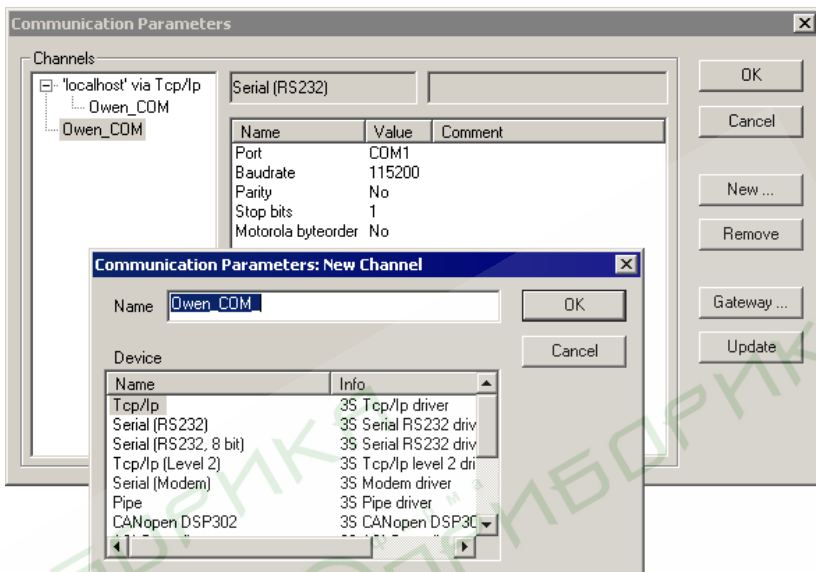 Communication Parameters
Channels
'localhost' via Tcp/Ip
Owen_COM
Owen_COM
Serial (RS232)
Name Value Comment
Port COM1
Baudrate 115200
Parity No
Stop bits 1
Motorola byteorder No
OK
Cancel
New ...
Remove
Gateway ...
Update
Communication Parameters: New Channel
Name Owen_COM_
OK
Cancel
Device
Name Info
Tcp/Ip 3S Tcp/Ip driver
Serial (RS232) 3S Serial RS232 driv
Serial (RS232, 8 bit) 3S Serial RS232 driv
Tcp/Ip (Level 2) 3S Tcp/Ip level 2 dri
Serial (Modem) 3S Modem driver
Pipe 3S Pipe driver
CANopen DSP302 3S CANopen DSP30